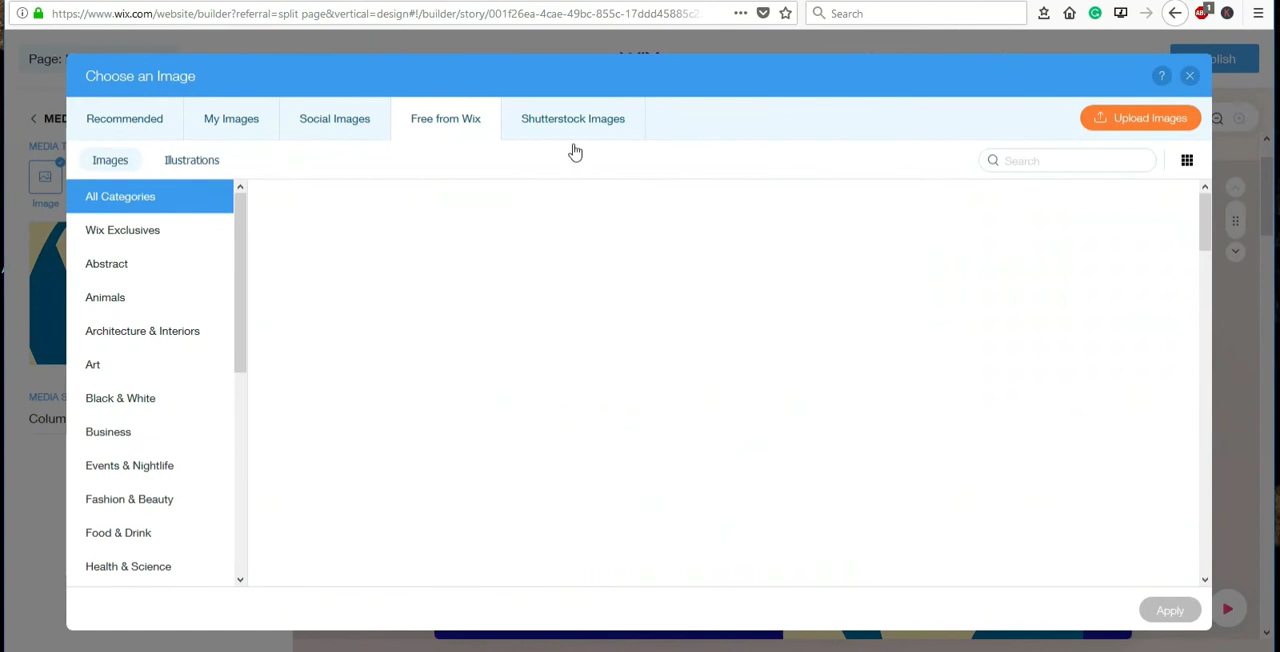 https://www.wix.com/website/builder?referral=split page&vertical=design#!/builder/story/001f26ea-4cae-49bc-855c-17ddd45885c2
Search
1
Page:
Choose an Image
?
Recommended
My Images
Social Images
Free from Wix
Shutterstock Images
Upload Images
Images
Illustrations
Search
MED
MEDIA T
Image
MEDIA S
Colum
All Categories
Wix Exclusives
Abstract
Animals
Architecture & Interiors
Art
Black & White
Business
Events & Nightlife
Fashion & Beauty
Food & Drink
Health & Science
Apply